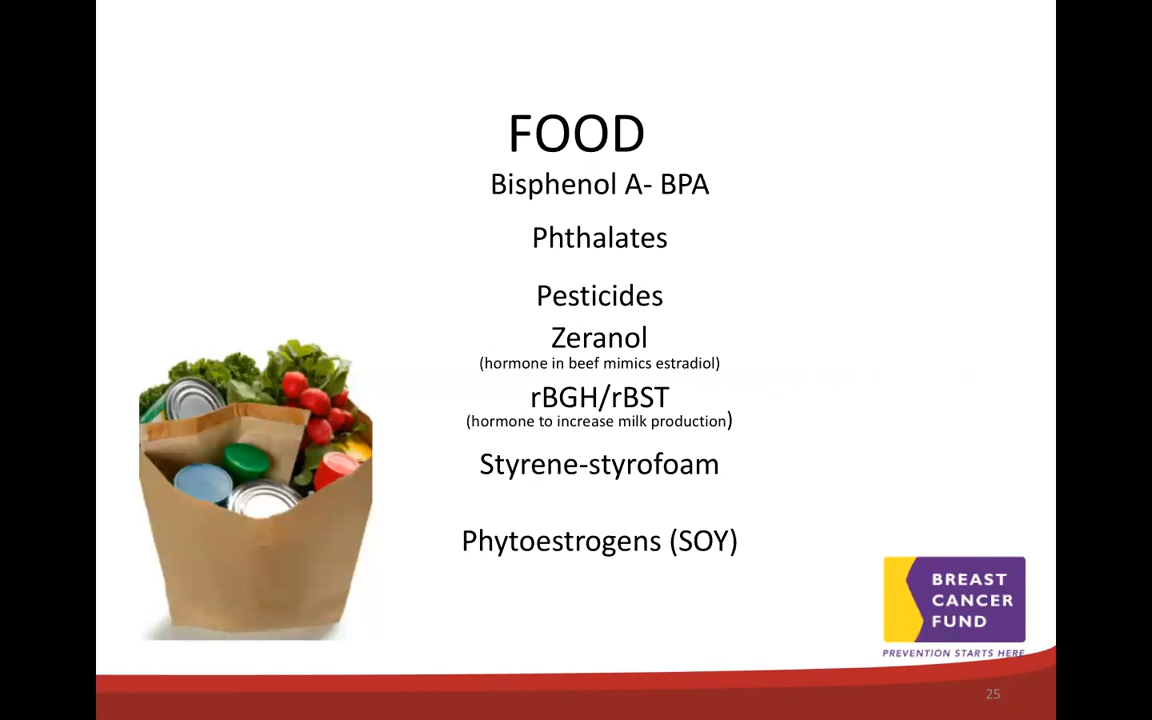 FOOD
Bisphenol A- BPA
Phthalates
Pesticides
Zeranol
(hormone in beef mimics estradiol)
rBGH/rBST
(hormone to increase milk production)
Styrene-styrofoam
Phytoestrogens (SOY)
BREAST
CANCER
FUND
PREVENTION STARTS HERE
25